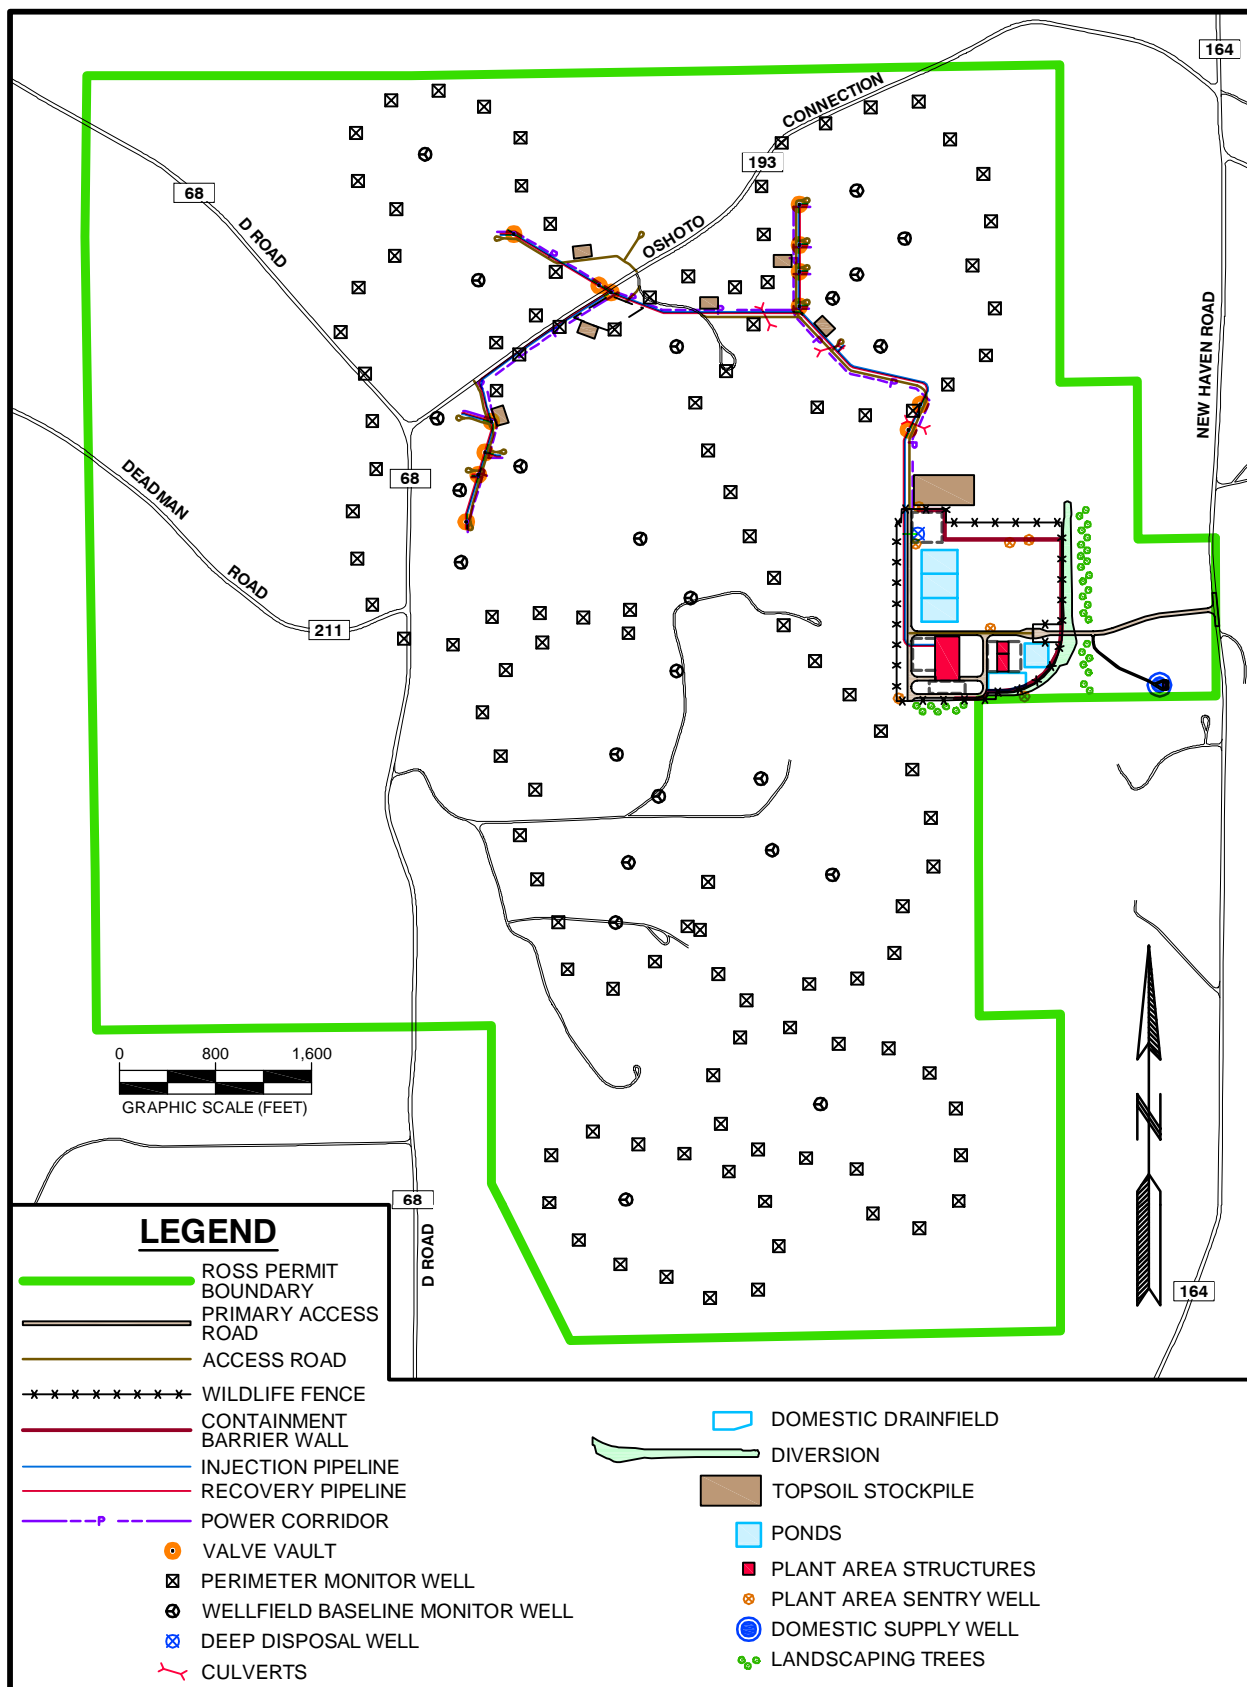 164
CONNECTION
193
68
D ROAD
OSHOTO
NEW HAVEN ROAD
P
P
P
P
P
P
DEADMAN
68
ROAD
211
0 800 1,600
GRAPHIC SCALE (FEET)
N
68
D ROAD
164
LEGEND
ROSS PERMIT
BOUNDARY
PRIMARY ACCESS
ROAD
ACCESS ROAD
WILDLIFE FENCE
CONTAINMENT
BARRIER WALL
INJECTION PIPELINE
RECOVERY PIPELINE
P POWER CORRIDOR
VALVE VAULT
PERIMETER MONITOR WELL
WELLFIELD BASELINE MONITOR WELL
DEEP DISPOSAL WELL
CULVERTS
DOMESTIC DRAINFIELD
DIVERSION
TOPSOIL STOCKPILE
PONDS
PLANT AREA STRUCTURES
PLANT AREA SENTRY WELL
DOMESTIC SUPPLY WELL
LANDSCAPING TREES